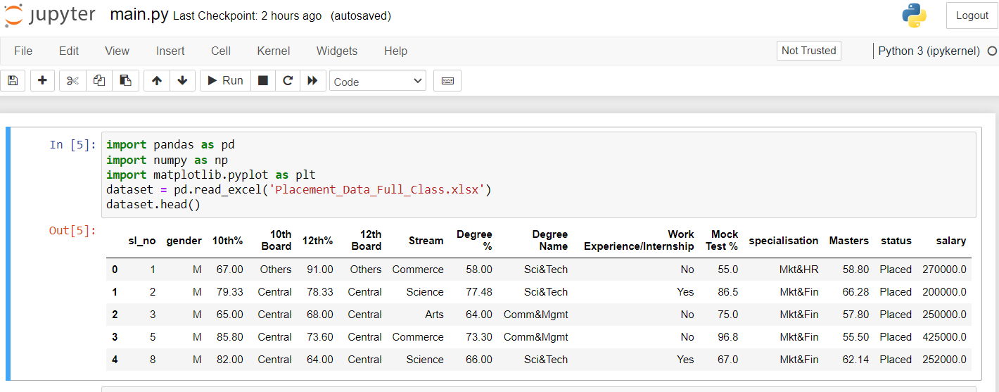 jupyter main.py Last Checkpoint: 2 hours ago (autosaved) Logout
File Edit View Insert Cell Kernel Widgets Help Not Trusted Python 3 (ipykernel)
Run Code
In [5]: import pandas as pd
import numpy as np
import matplotlib.pyplot as plt
dataset = pd.read_excel('Placement_Data_Full_Class.xlsx')
dataset.head()
Out[5]:
sl_no gender 10th% 10th Board 12th% 12th Board Stream Degree % Degree Name Work Experience/Internship Mock Test % specialisation Masters status salary
0 1 M 67.00 Others 91.00 Others Commerce 58.00 Sci&Tech No 55.0 Mkt&HR 58.80 Placed 270000.0
1 2 M 79.33 Central 78.33 Central Science 77.48 Sci&Tech Yes 86.5 Mkt&Fin 66.28 Placed 200000.0
2 3 M 65.00 Central 68.00 Central Arts 64.00 Comm&Mgmt No 75.0 Mkt&Fin 57.80 Placed 250000.0
3 5 M 85.80 Central 73.60 Central Commerce 73.30 Comm&Mgmt No 96.8 Mkt&Fin 55.50 Placed 425000.0
4 8 M 82.00 Central 64.00 Central Science 66.00 Sci&Tech Yes 67.0 Mkt&Fin 62.14 Placed 252000.0